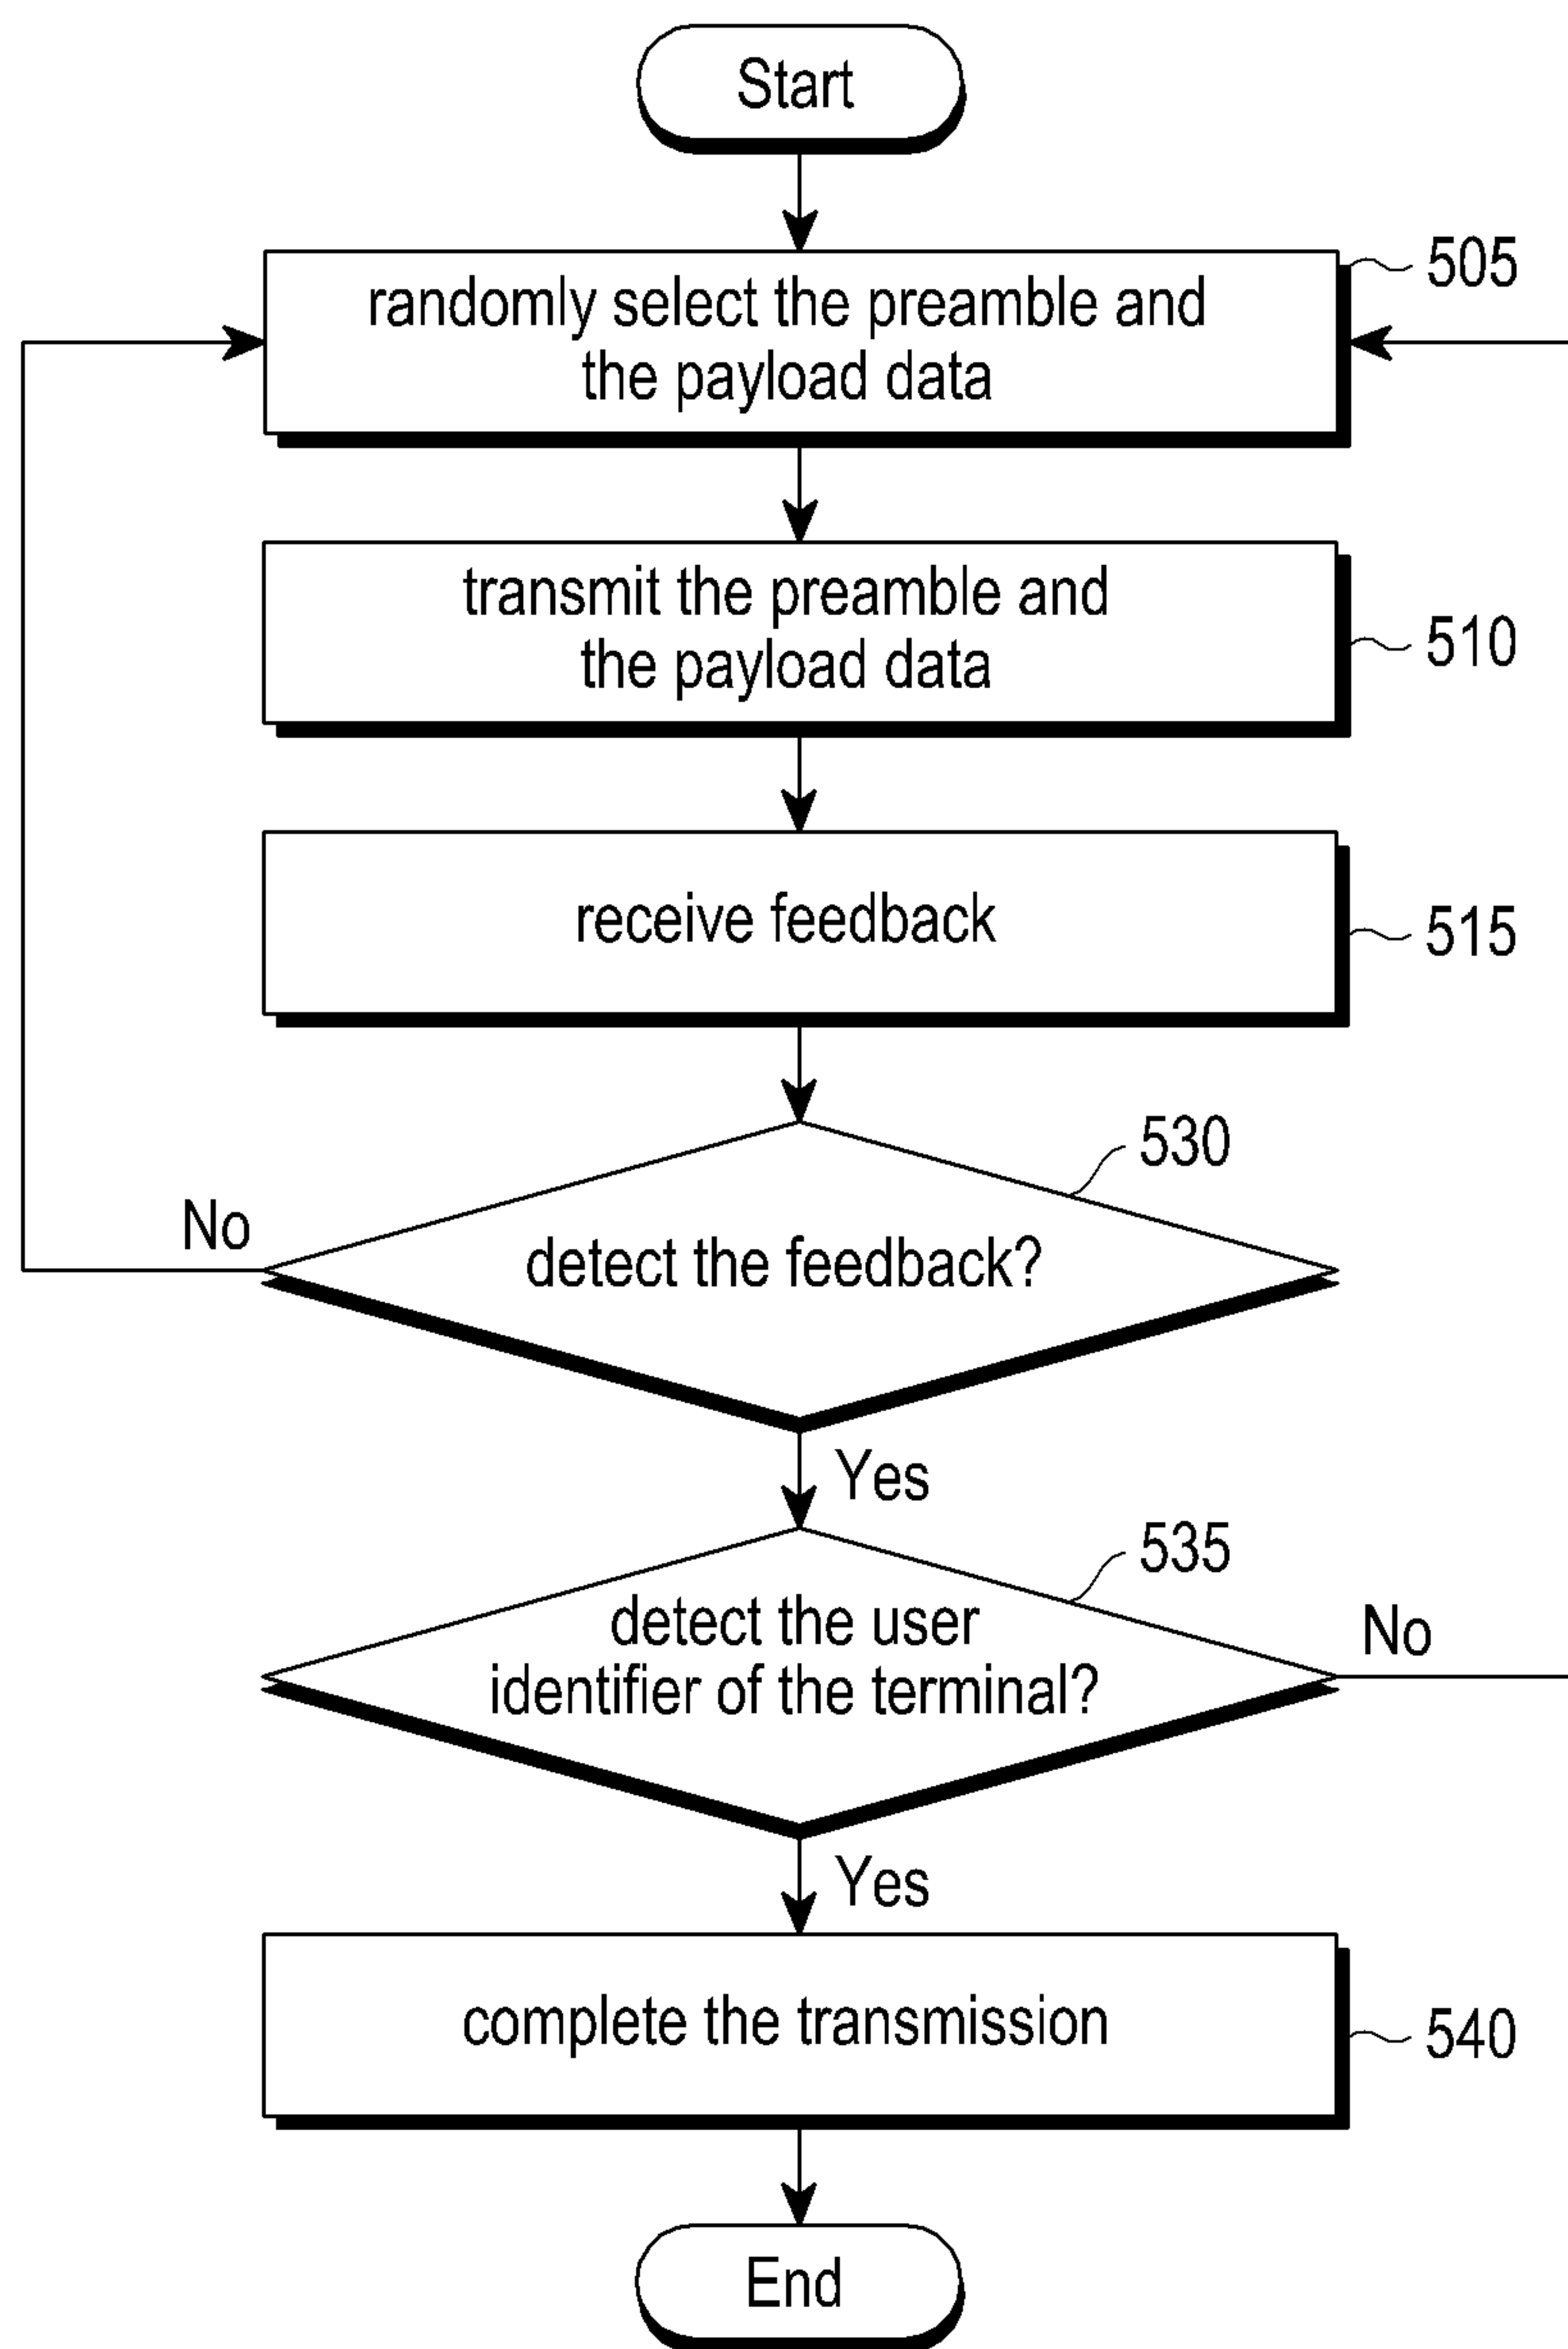 Start
randomly select the preamble and
the payload data
505
transmit the preamble and
the payload data
510
receive feedback
515
530
detect the feedback?
No
Yes
535
detect the user
identifier of the terminal?
No
Yes
complete the transmission
540
End